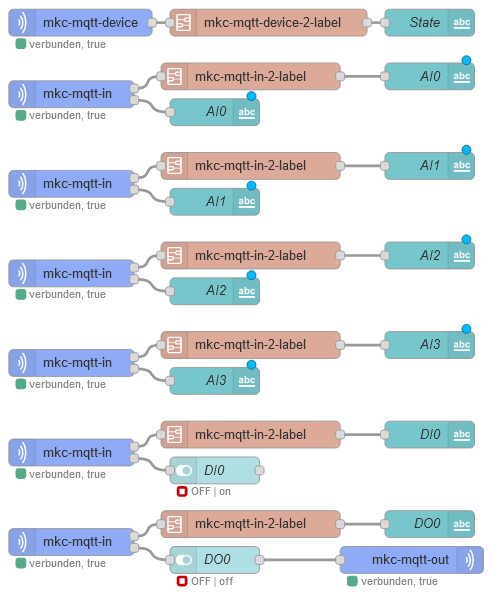 mkc-mqtt-device mkc-mqtt-device-2-label State abc
verbunden, true
mkc-mqtt-in-2-label AI0 abc
mkc-mqtt-in
AI0 abc
verbunden, true
mkc-mqtt-in-2-label AI1 abc
mkc-mqtt-in
AI1 abc
verbunden, true
mkc-mqtt-in-2-label AI2 abc
mkc-mqtt-in
AI2 abc
verbunden, true
mkc-mqtt-in-2-label AI3 abc
mkc-mqtt-in
AI3 abc
verbunden, true
mkc-mqtt-in-2-label DI0 abc
mkc-mqtt-in
DI0
verbunden, true
OFF | on
mkc-mqtt-in-2-label DO0 abc
mkc-mqtt-in
DO0 mkc-mqtt-out
verbunden, true
OFF | off verbunden, true